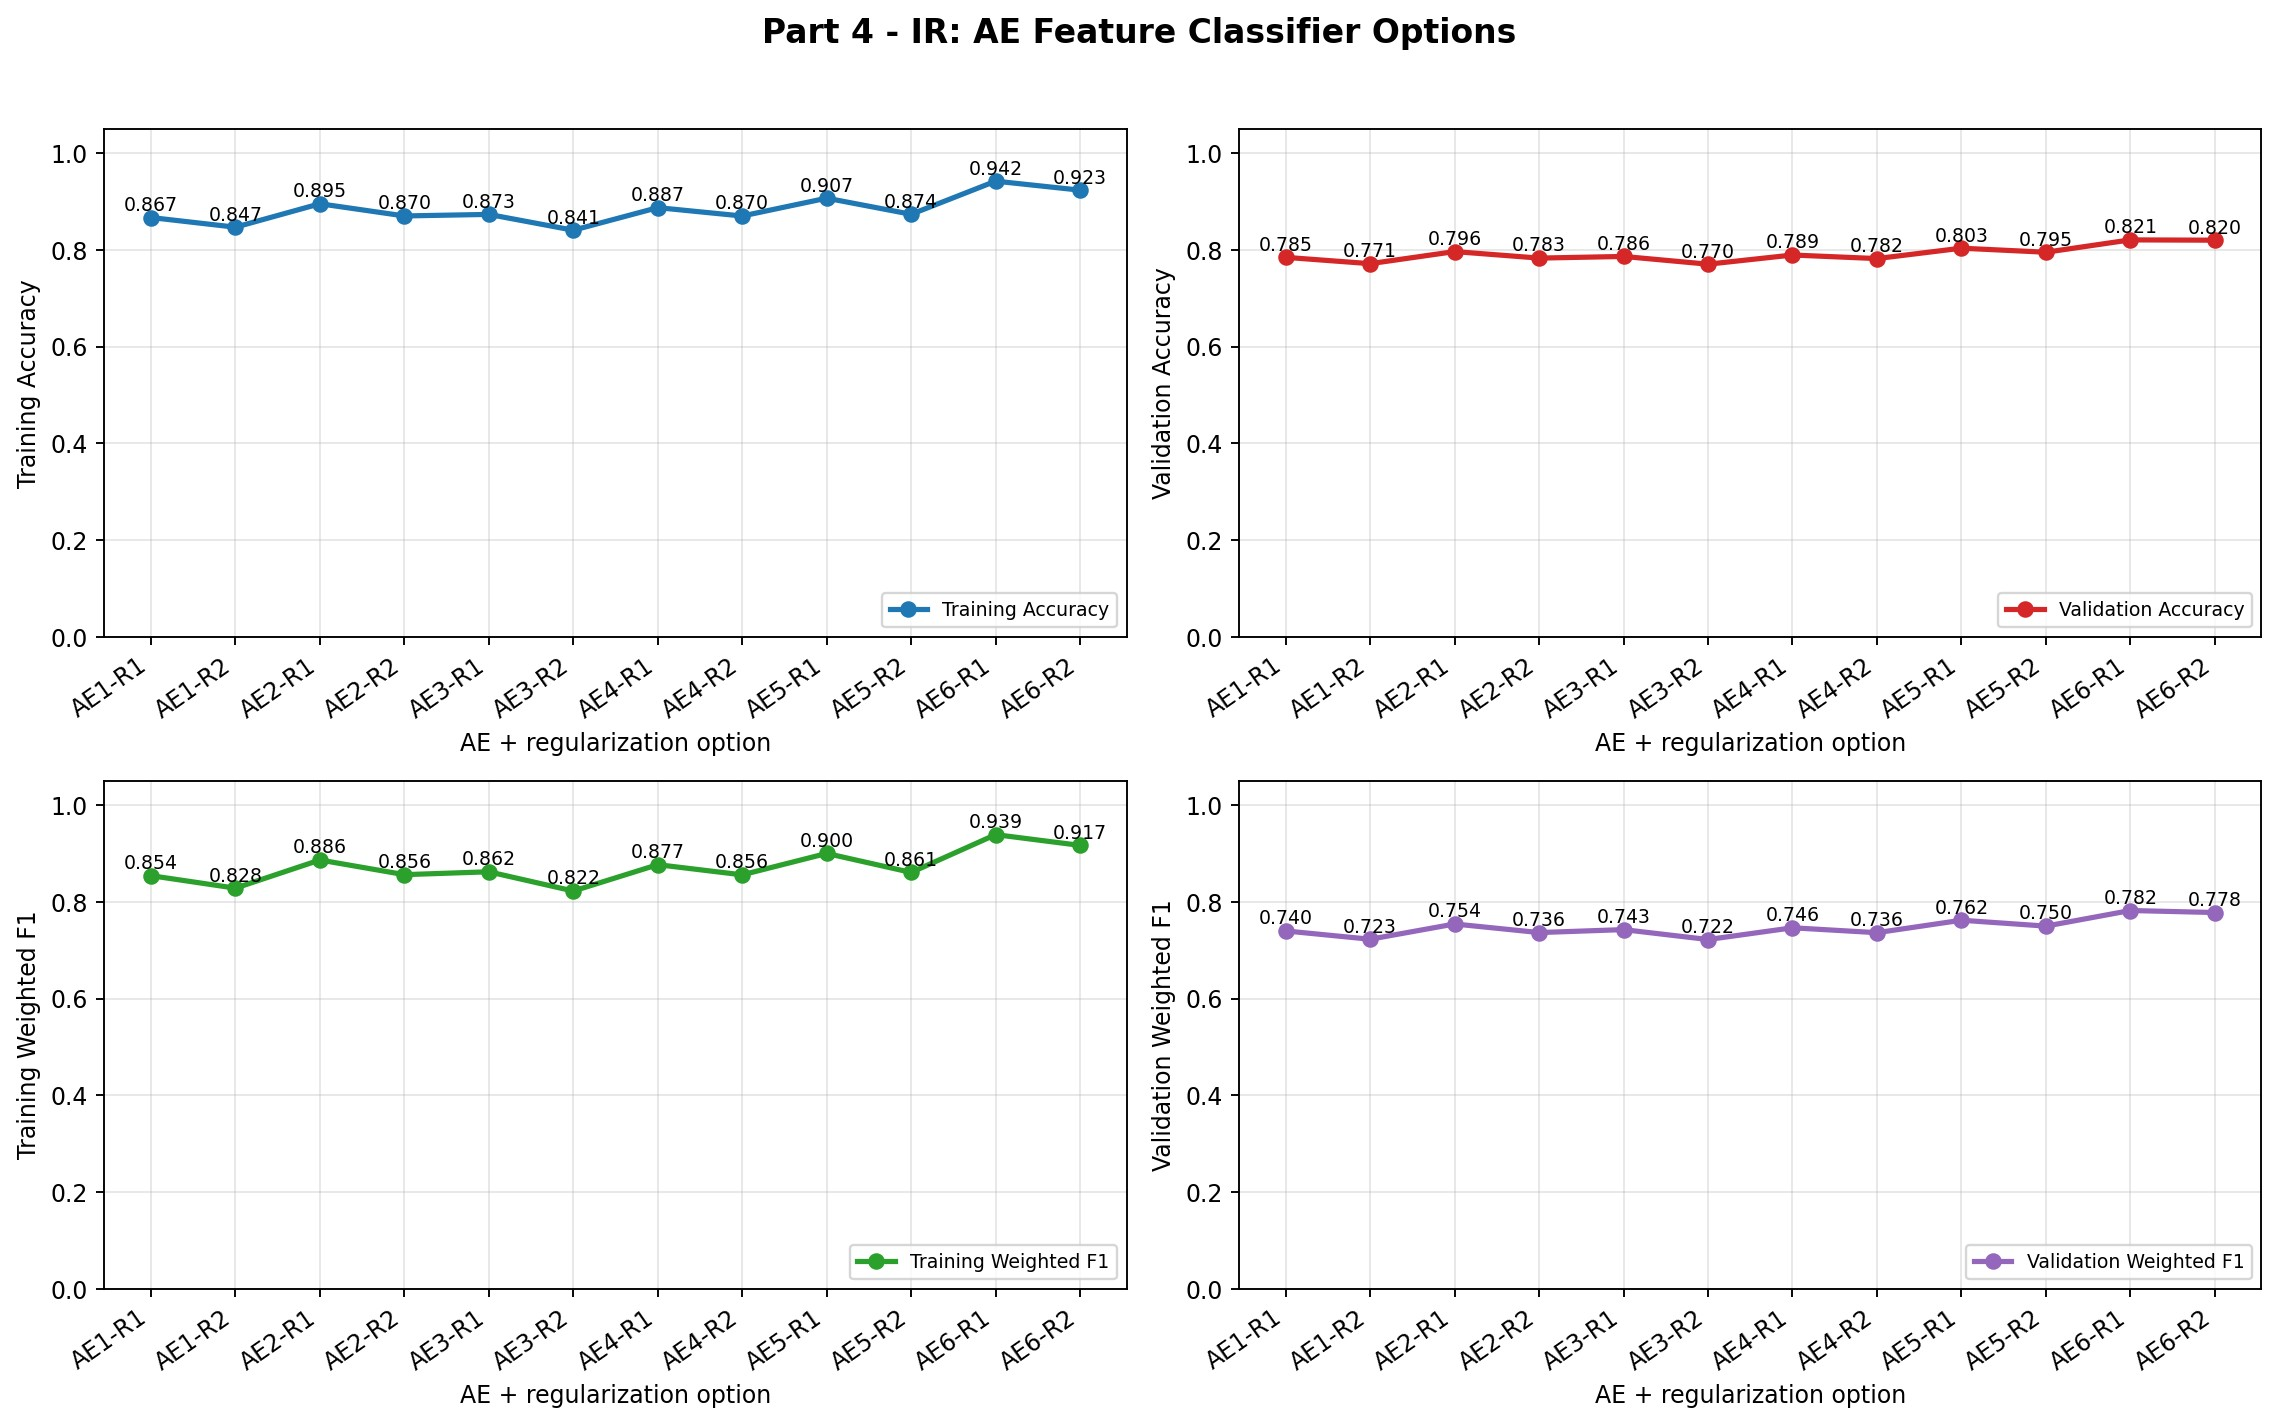 Part 4 - IR: AE Feature Classifier Options
Training Accuracy
1.0
0.8
0.6
0.4
0.2
0.0
0.867
0.847
0.895
0.870
0.873
0.841
0.887
0.870
0.907
0.874
0.942
0.923
Training Accuracy
AE1-R1
AE1-R2
AE2-R1
AE2-R2
AE3-R1
AE3-R2
AE4-R1
AE4-R2
AE5-R1
AE5-R2
AE6-R1
AE6-R2
AE + regularization option
Validation Accuracy
1.0
0.8
0.6
0.4
0.2
0.0
0.785
0.771
0.796
0.783
0.786
0.770
0.789
0.782
0.803
0.795
0.821
0.820
Validation Accuracy
AE1-R1
AE1-R2
AE2-R1
AE2-R2
AE3-R1
AE3-R2
AE4-R1
AE4-R2
AE5-R1
AE5-R2
AE6-R1
AE6-R2
AE + regularization option
Training Weighted F1
1.0
0.8
0.6
0.4
0.2
0.0
0.854
0.828
0.886
0.856
0.862
0.822
0.877
0.856
0.900
0.861
0.939
0.917
Training Weighted F1
AE1-R1
AE1-R2
AE2-R1
AE2-R2
AE3-R1
AE3-R2
AE4-R1
AE4-R2
AE5-R1
AE5-R2
AE6-R1
AE6-R2
AE + regularization option
Validation Weighted F1
1.0
0.8
0.6
0.4
0.2
0.0
0.740
0.723
0.754
0.736
0.743
0.722
0.746
0.736
0.762
0.750
0.782
0.778
Validation Weighted F1
AE1-R1
AE1-R2
AE2-R1
AE2-R2
AE3-R1
AE3-R2
AE4-R1
AE4-R2
AE5-R1
AE5-R2
AE6-R1
AE6-R2
AE + regularization option